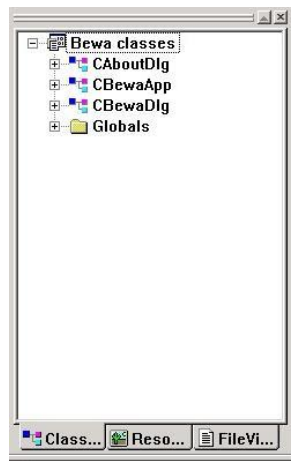 Bewa classes
CAboutDlg
CBewaApp
CBewaDlg
Globals
Class... Reso... FileVi...